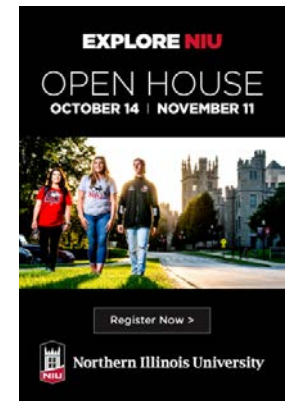 EXPLORE NIU
OPEN HOUSE
OCTOBER 14 | NOVEMBER 11
Register Now >
NIU
Northern Illinois University